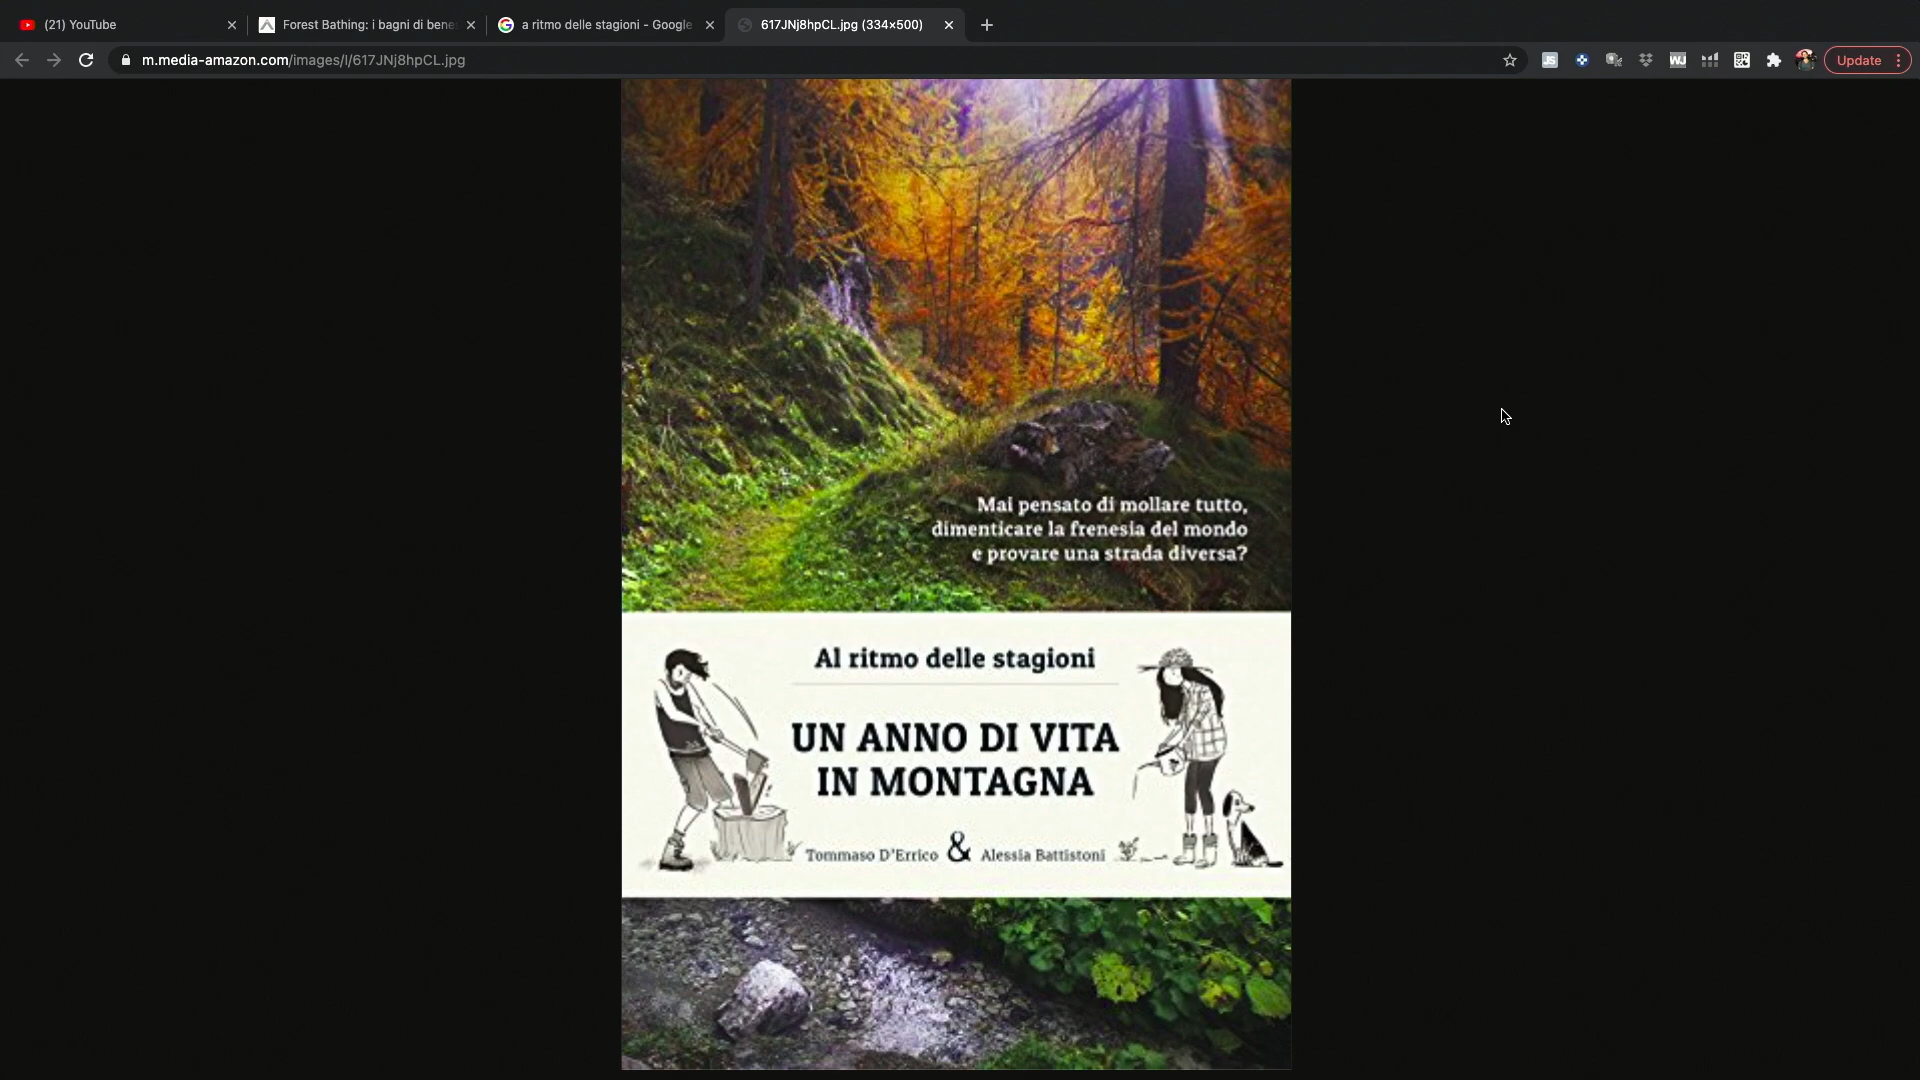 (21) YouTube
Forest Bathing: i bagni di bene
a ritmo delle stagioni - Google
617JNj8hpCL.jpg (334×500)
m.media-amazon.com/images/I/617JNj8hpCL.jpg
JS
WJ
Update
Mai pensato di mollare tutto,
dimenticare la frenesia del mondo
e provare una strada diversa?
Al ritmo delle stagioni
UN ANNO DI VITA
IN MONTAGNA
Tommaso D'Errico & Alessia Battistoni